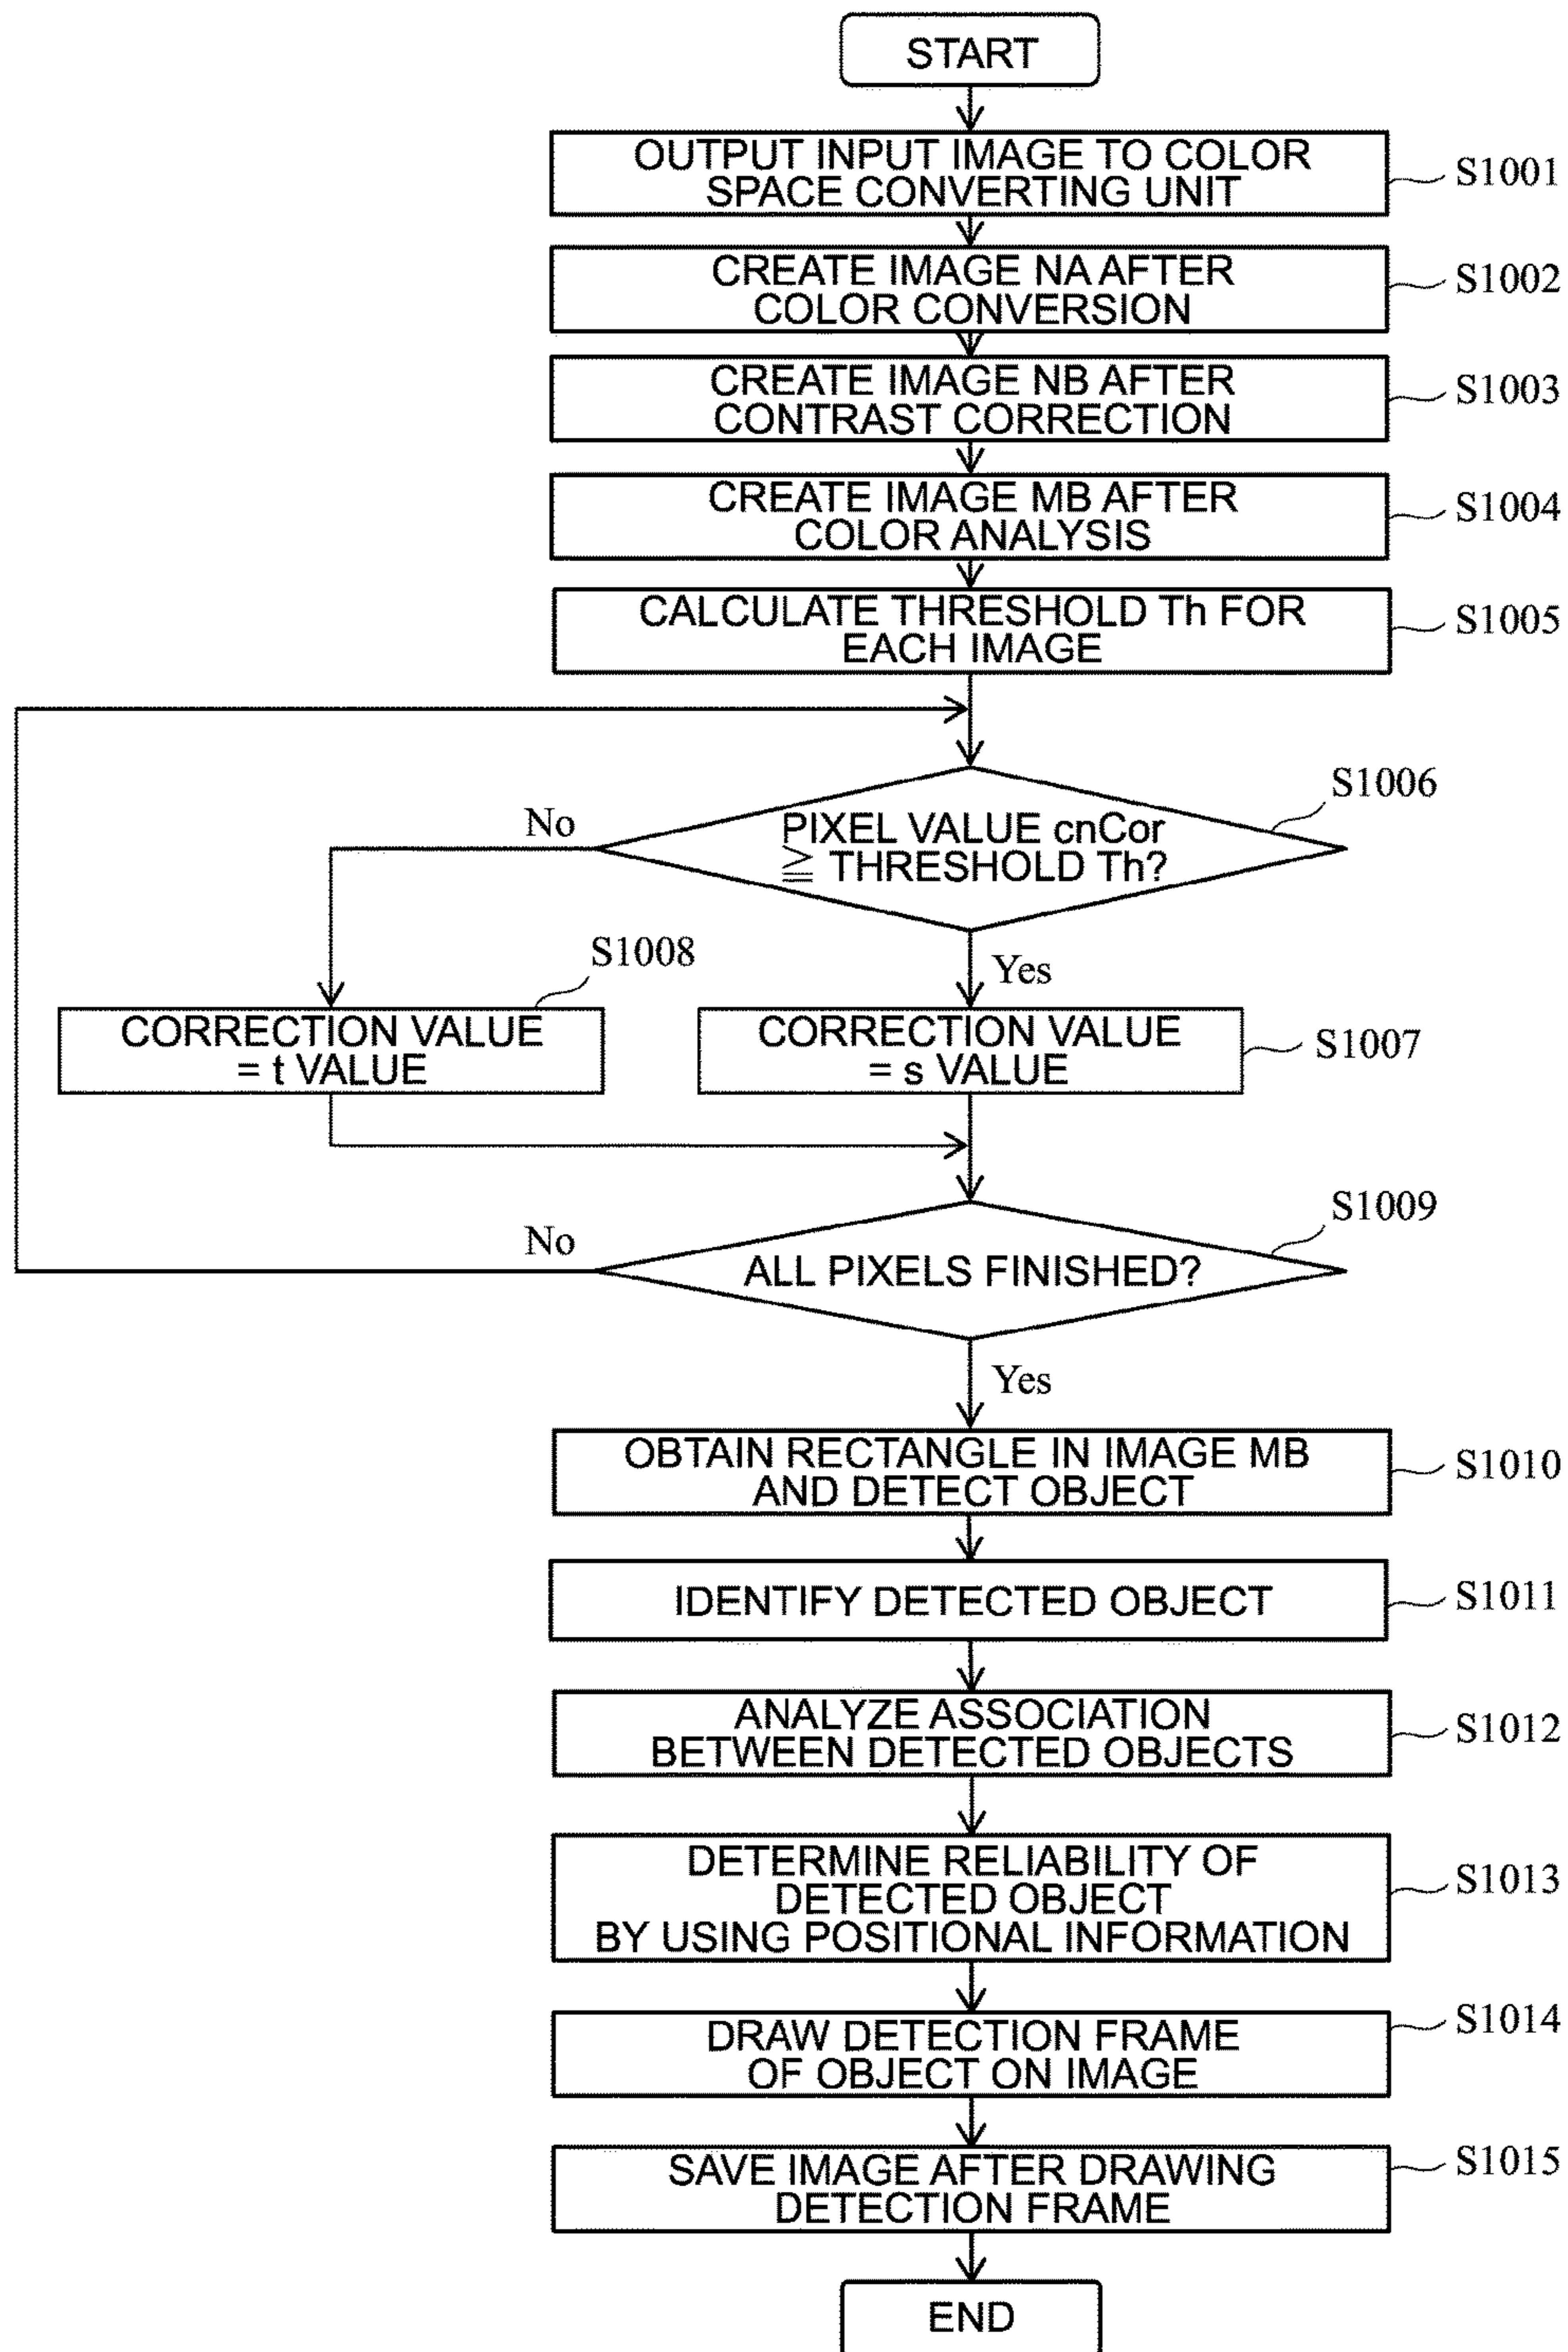 START
OUTPUT INPUT IMAGE TO COLOR
SPACE CONVERTING UNIT
S1001
CREATE IMAGE NA AFTER
COLOR CONVERSION
S1002
CREATE IMAGE NB AFTER
CONTRAST CORRECTION
S1003
CREATE IMAGE MB AFTER
COLOR ANALYSIS
S1004
CALCULATE THRESHOLD Th FOR
EACH IMAGE
S1005
S1006
No
PIXEL VALUE cnCor
≧ THRESHOLD Th?
Yes
S1008
CORRECTION VALUE
= t VALUE
CORRECTION VALUE
= s VALUE
S1007
S1009
No
ALL PIXELS FINISHED?
Yes
OBTAIN RECTANGLE IN IMAGE MB
AND DETECT OBJECT
S1010
IDENTIFY DETECTED OBJECT
S1011
ANALYZE ASSOCIATION
BETWEEN DETECTED OBJECTS
S1012
DETERMINE RELIABILITY OF
DETECTED OBJECT
BY USING POSITIONAL INFORMATION
S1013
DRAW DETECTION FRAME
OF OBJECT ON IMAGE
S1014
SAVE IMAGE AFTER DRAWING
DETECTION FRAME
S1015
END